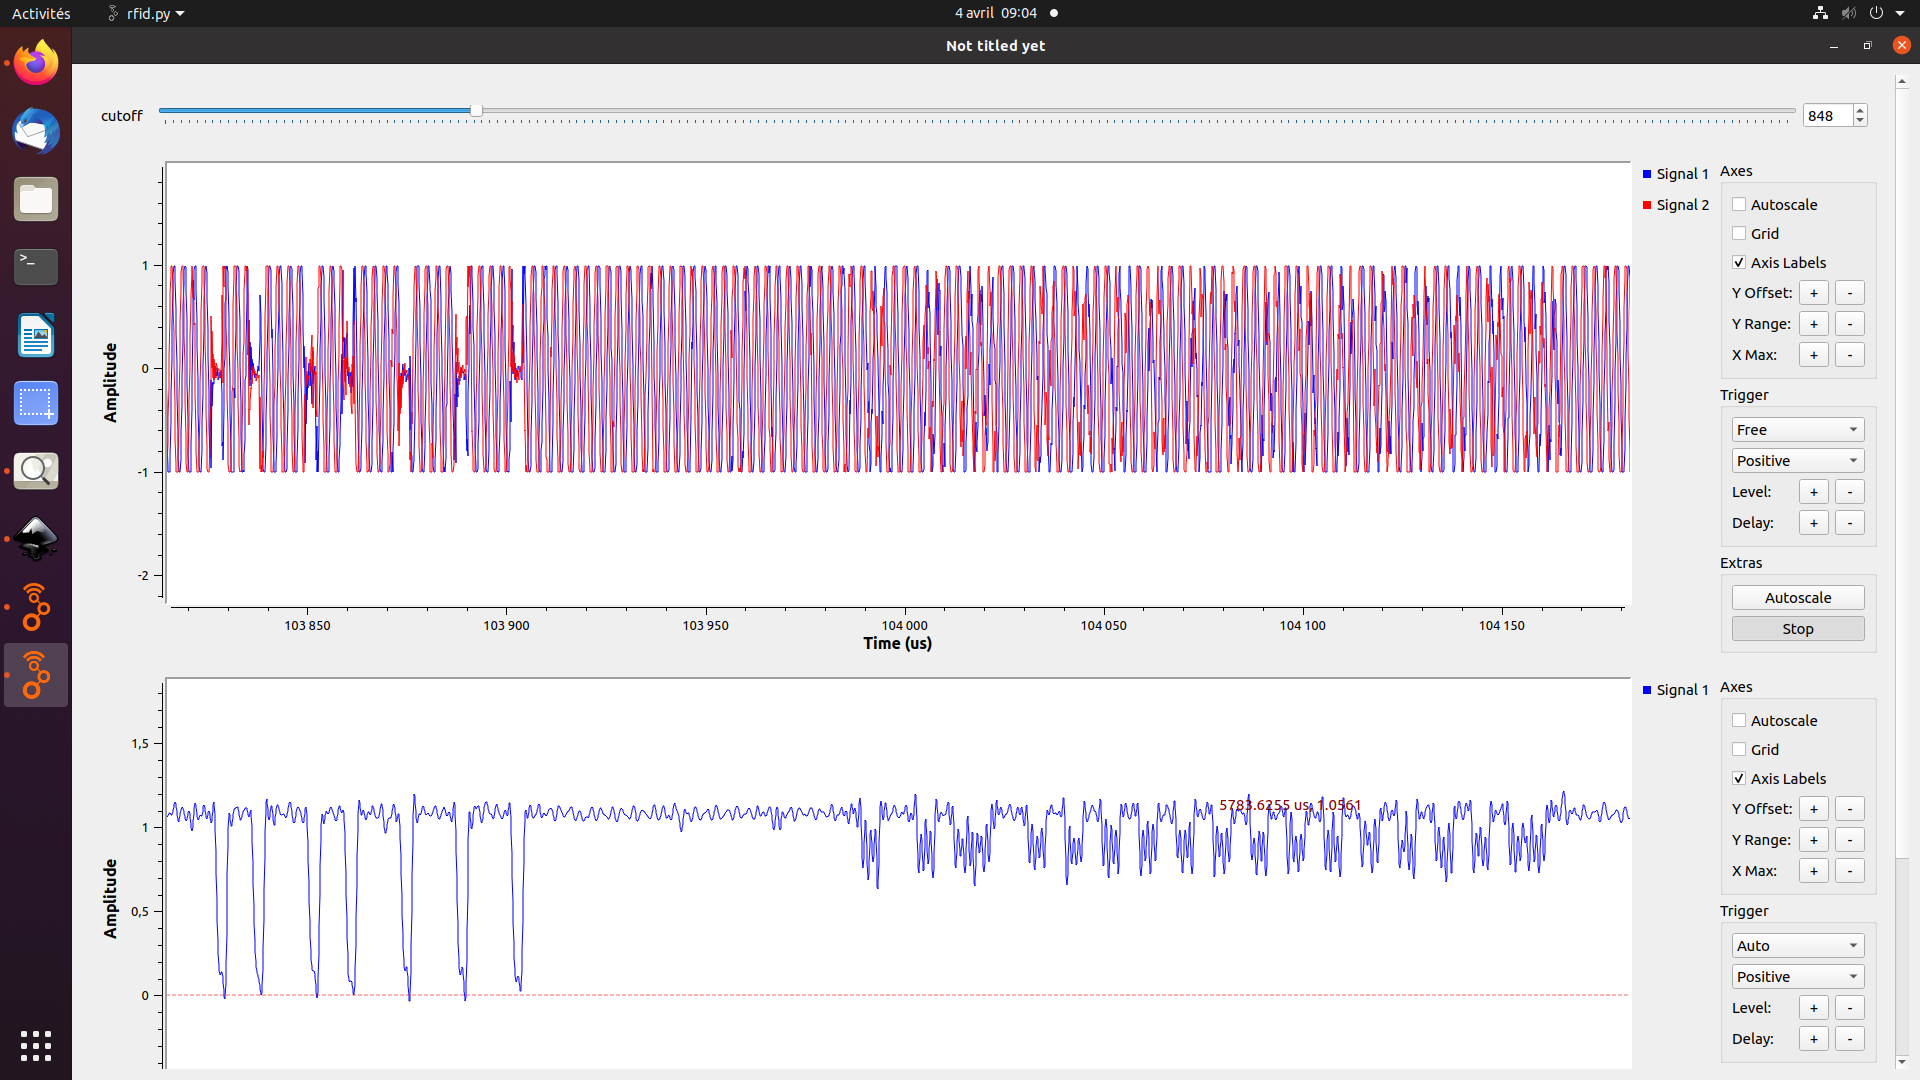 Activités rfid.py 4 avril 09:04
Not titled yet
cutoff 848
Signal 1
Signal 2
Axes
Autoscale
Grid
Axis Labels
Y Offset: + -
Y Range: + -
X Max: + -
Trigger
Free
Positive
Level: + -
Delay: + -
Extras
Autoscale
Stop
Amplitude
1
0
-1
-2
103 850 103 900 103 950 104 000 104 050 104 100 104 150
Time (us)
Signal 1
Axes
Autoscale
Grid
Axis Labels
Y Offset: + -
Y Range: + -
X Max: + -
Trigger
Auto
Positive
Level: + -
Delay: + -
Amplitude
1,5
1
0,5
0
5783.6255 us, 1.0561
>_